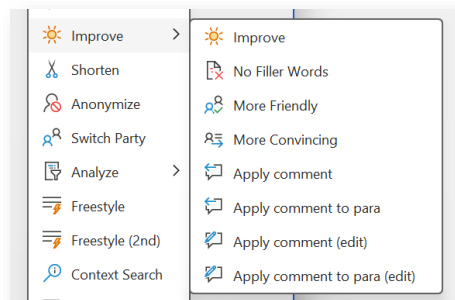 Improve
Shorten
Anonymize
Switch Party
Analyze
Freestyle
Freestyle (2nd)
Context Search
Improve
No Filler Words
More Friendly
More Convincing
Apply comment
Apply comment to para
Apply comment (edit)
Apply comment to para (edit)